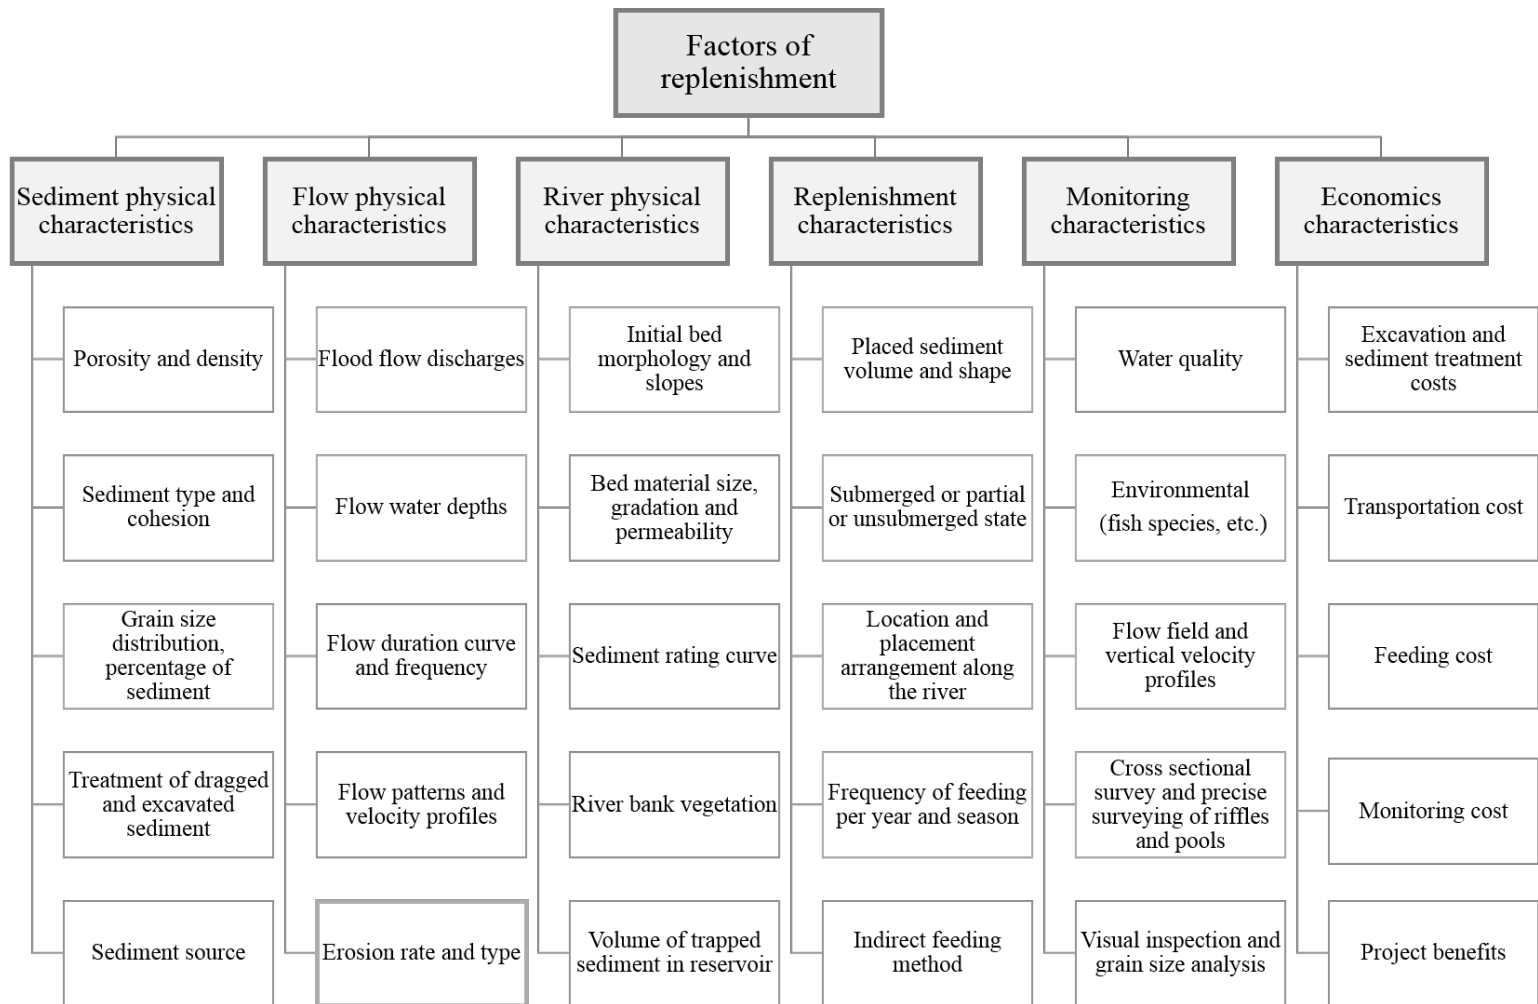 Factors of
replenishment
Sediment physical
characteristics
Flow physical
characteristics
River physical
characteristics
Replenishment
characteristics
Monitoring
characteristics
Economics
characteristics
Porosity and density
Sediment type and
cohesion
Grain size
distribution,
percentage of
sediment
Treatment of dragged
and excavated
sediment
Sediment source
Flood flow discharges
Flow water depths
Flow duration curve
and frequency
Flow patterns and
velocity profiles
Erosion rate and type
Initial bed
morphology and
slopes
Bed material size,
gradation and
permeability
Sediment rating curve
River bank vegetation
Volume of trapped
sediment in reservoir
Placed sediment
volume and shape
Submerged or partial
or unsubmerged state
Location and
placement
arrangement along
the river
Frequency of feeding
per year and season
Indirect feeding
method
Water quality
Environmental
(fish species, etc.)
Flow field and
vertical velocity
profiles
Cross sectional
survey and precise
surveying of riffles
and pools
Visual inspection and
grain size analysis
Excavation and
sediment treatment
costs
Transportation cost
Feeding cost
Monitoring cost
Project benefits